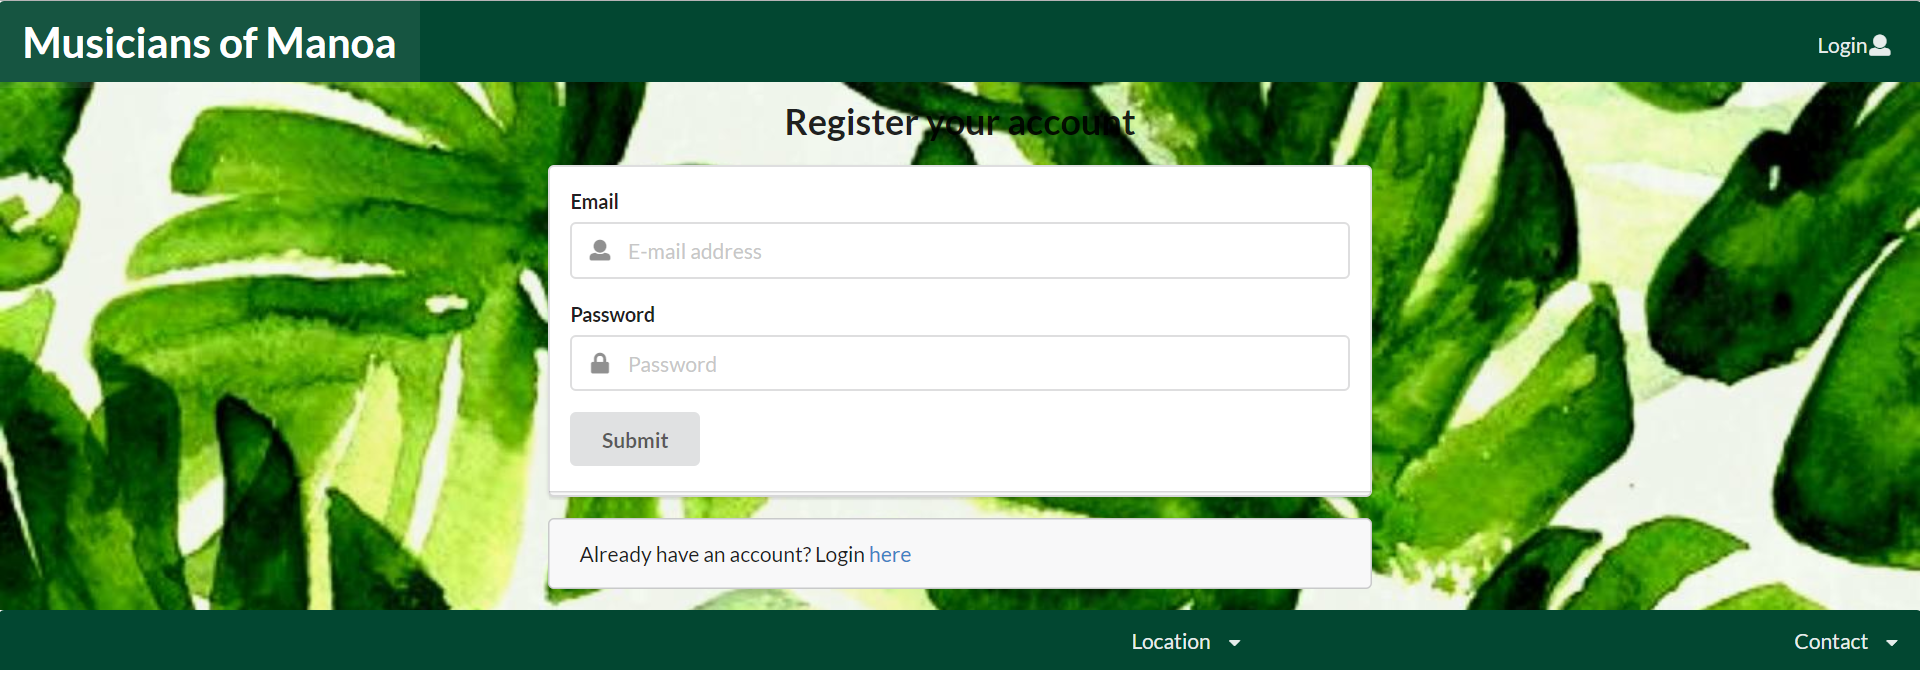 Musicians of Manoa
Login
Register your account
Email
E-mail address
Password
Password
Submit
Already have an account? Login here
Location
Contact